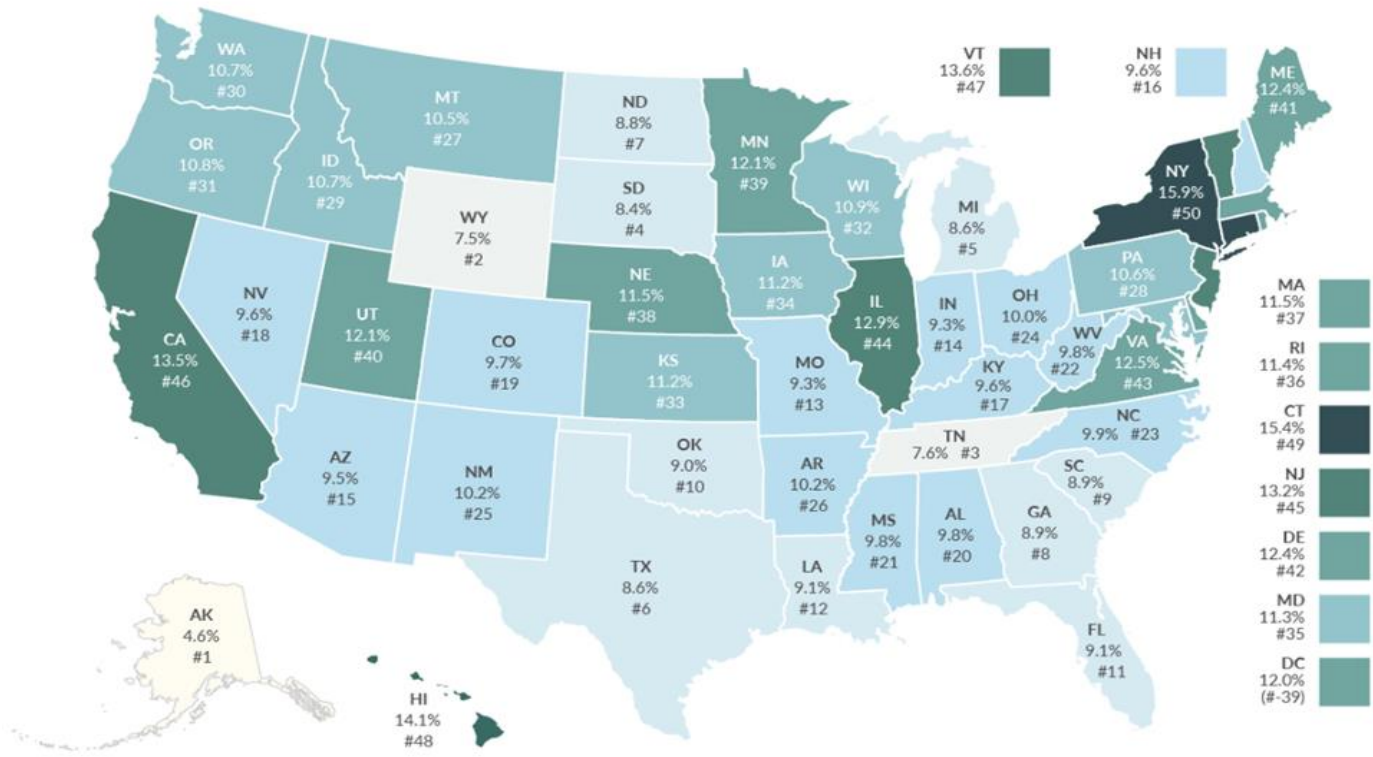 WA
10.7%
#30
OR
10.8%
#31
CA
13.5%
#46
NV
9.6%
#18
ID
10.7%
#29
MT
10.5%
#27
WY
7.5%
#2
UT
12.1%
#40
CO
9.7%
#19
AZ
9.5%
#15
NM
10.2%
#25
ND
8.8%
#7
SD
8.4%
#4
NE
11.5%
#38
KS
11.2%
#33
OK
9.0%
#10
TX
8.6%
#6
MN
12.1%
#39
IA
11.2%
#34
MO
9.3%
#13
AR
10.2%
#26
LA
9.1%
#12
WI
10.9%
#32
IL
12.9%
#44
MI
8.6%
#5
IN
9.3%
#14
OH
10.0%
#24
KY
9.6%
#17
WV
9.8%
#22
TN
7.6% #3
MS
9.8%
#21
AL
9.8%
#20
GA
8.9%
#8
FL
9.1%
#11
SC
8.9%
#9
NC
9.9% #23
VA
12.5%
#43
PA
10.6%
#28
NY
15.9%
#50
VT
13.6%
#47
NH
9.6%
#16
ME
12.4%
#41
MA
11.5%
#37
RI
11.4%
#36
CT
15.4%
#49
NJ
13.2%
#45
DE
12.4%
#42
MD
11.3%
#35
DC
12.0%
(#-39)
AK
4.6%
#1
HI
14.1%
#48